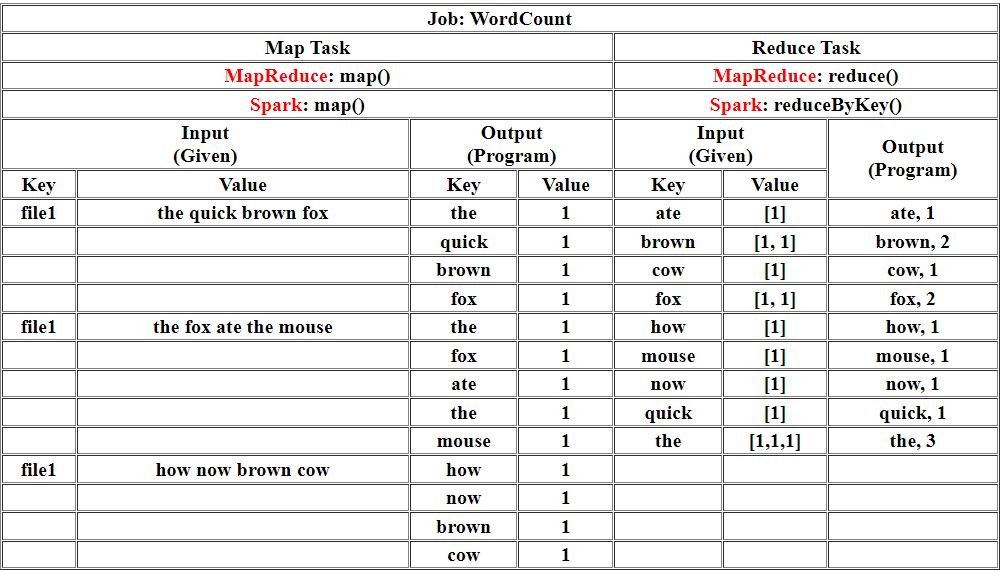 Job: WordCount
Map Task Reduce Task
MapReduce: map() MapReduce: reduce()
Spark: map() Spark: reduceByKey()
Input Output Input Output
(Given) (Program) (Given) (Program)
Key Value Key Value Key Value
file1 the quick brown fox the 1 ate [1] ate, 1
quick 1 brown [1, 1] brown, 2
brown 1 cow [1] cow, 1
fox 1 fox [1, 1] fox, 2
file1 the fox ate the mouse the 1 how [1] how, 1
fox 1 mouse [1] mouse, 1
ate 1 now [1] now, 1
the 1 quick [1] quick, 1
mouse 1 the [1,1,1] the, 3
file1 how now brown cow how 1
now 1
brown 1
cow 1